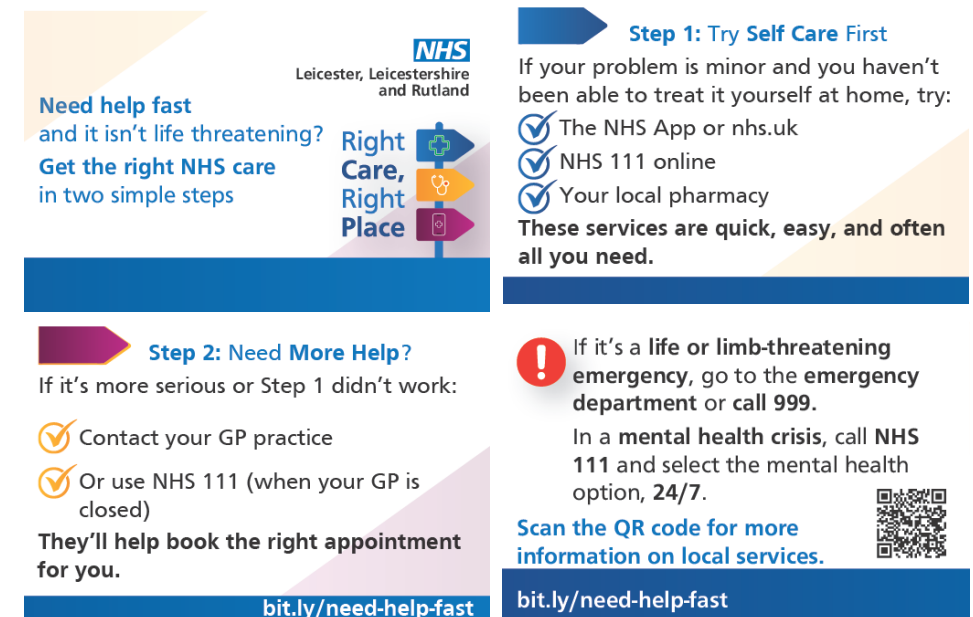 NHS
Leicester, Leicestershire
and Rutland
Need help fast
and it isn't life threatening?
Get the right NHS care
in two simple steps
Right
Care,
Right
Place
Step 1: Try Self Care First
If your problem is minor and you haven't
been able to treat it yourself at home, try:
The NHS App or nhs.uk
NHS 111 online
Your local pharmacy
These services are quick, easy, and often
all you need.
Step 2: Need More Help?
If it's more serious or Step 1 didn't work:
Contact your GP practice
Or use NHS 111 (when your GP is
closed)
They'll help book the right appointment
for you.
bit.ly/need-help-fast
If it's a life or limb-threatening
emergency, go to the emergency
department or call 999.
In a mental health crisis, call NHS
111 and select the mental health
option, 24/7.
Scan the QR code for more
information on local services.
bit.ly/need-help-fast